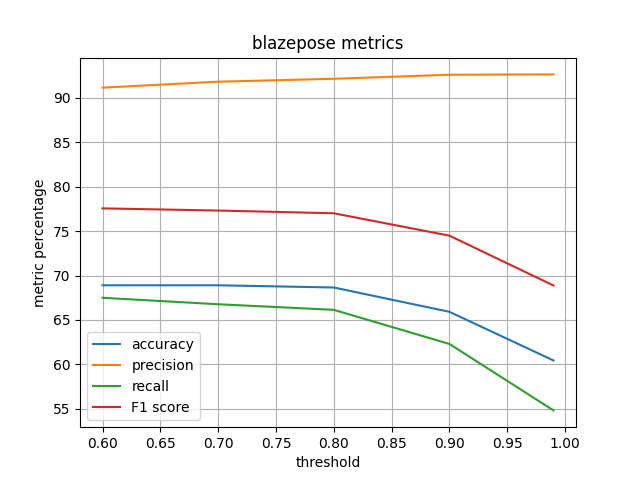 blazepose metrics
metric percentage
90
85
80
75
70
65
60
55
accuracy
precision
recall
F1 score
0.60 0.65 0.70 0.75 0.80 0.85 0.90 0.95 1.00
threshold